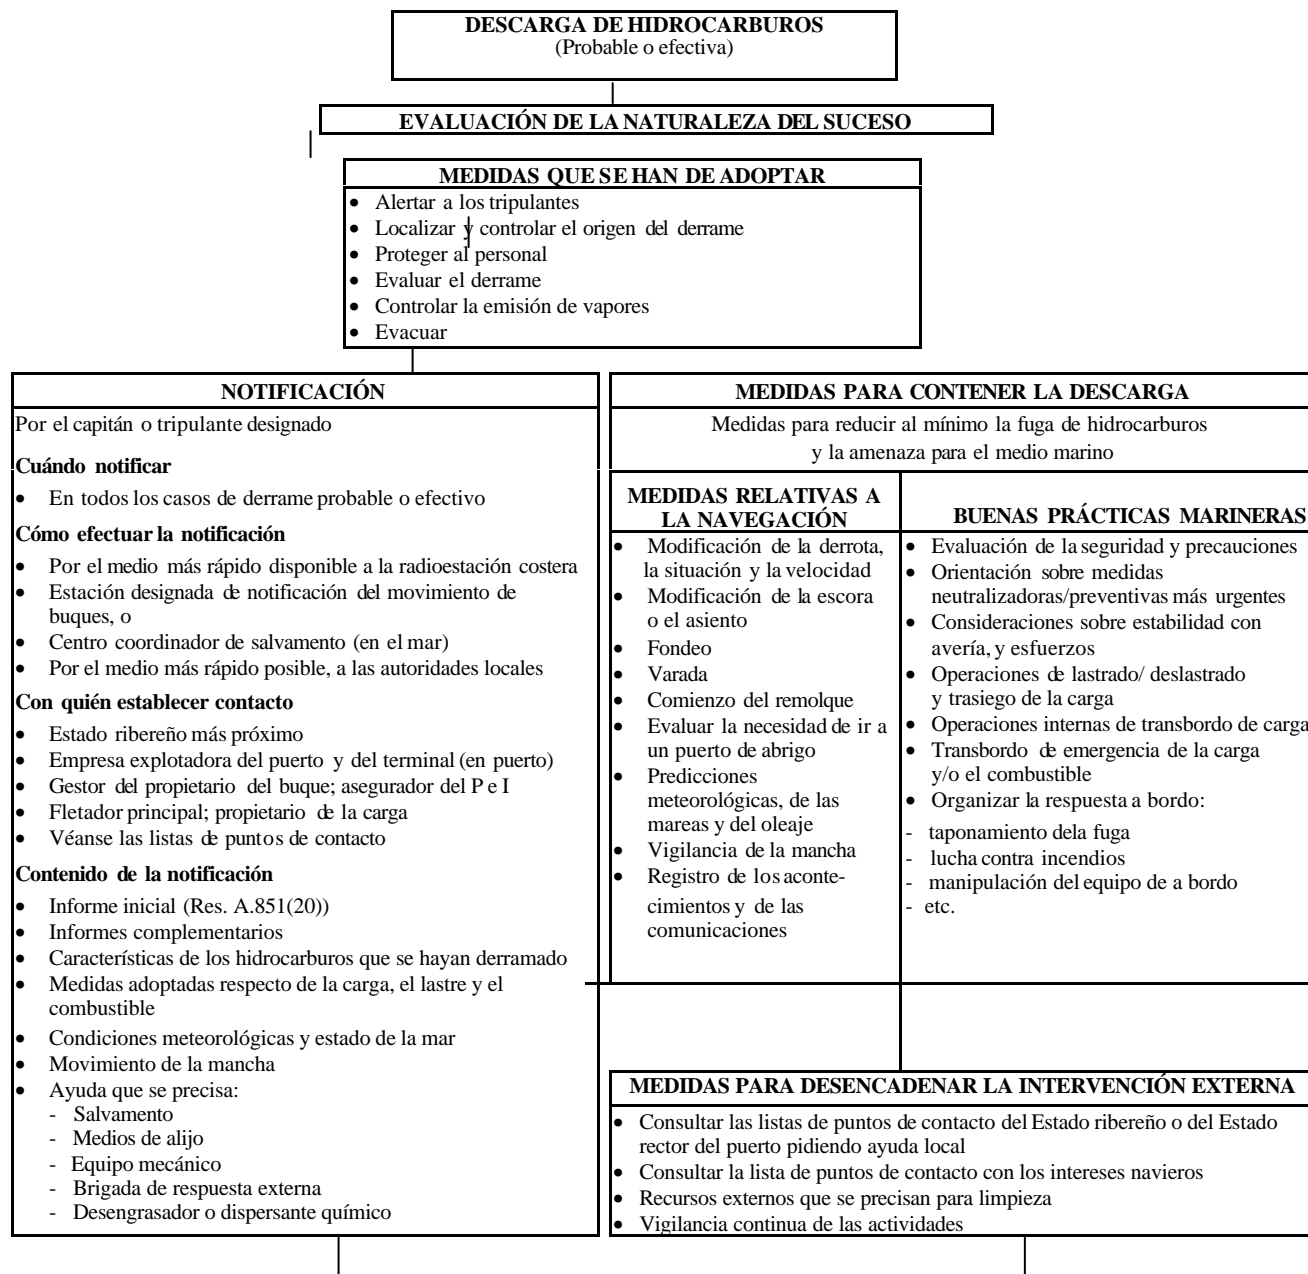 DESCARGA DE HIDROCARBUROS
(Probable o efectiva)
EVALUACIÓN DE LA NATURALEZA DEL SUCESO
MEDIDAS QUE SE HAN DE ADOPTAR
• Alertar a los tripulantes
• Localizar y controlar el origen del derrame
• Proteger al personal
• Evaluar el derrame
• Controlar la emisión de vapores
• Evacuar
NOTIFICACIÓN
Por el capitán o tripulante designado
Cuándo notificar
• En todos los casos de derrame probable o efectivo
Cómo efectuar la notificación
• Por el medio más rápido disponible a la radioestación costera
• Estación designada de notificación del movimiento de
buques, o
• Centro coordinador de salvamento (en el mar)
• Por el medio más rápido posible, a las autoridades locales
Con quién establecer contacto
• Estado ribereño más próximo
• Empresa explotadora del puerto y del terminal (en puerto)
• Gestor del propietario del buque; asegurador del P e I
• Fletador principal; propietario de la carga
• Véanse las listas de puntos de contacto
Contenido de la notificación
• Informe inicial (Res. A.851(20))
• Informes complementarios
• Características de los hidrocarburos que se hayan derramado
• Medidas adoptadas respecto de la carga, el lastre y el
combustible
• Condiciones meteorológicas y estado de la mar
• Movimiento de la mancha
• Ayuda que se precisa:
- Salvamento
- Medios de alijo
- Equipo mecánico
- Brigada de respuesta externa
- Desengrasador o dispersante químico
MEDIDAS PARA CONTENER LA DESCARGA
Medidas para reducir al mínimo la fuga de hidrocarburos
y la amenaza para el medio marino
MEDIDAS RELATIVAS A
LA NAVEGACIÓN
• Modificación de la derrota,
la situación y la velocidad
• Modificación de la escora
o el asiento
• Fondeo
• Varada
• Comienzo del remolque
• Evaluar la necesidad de ir a
un puerto de abrigo
• Predicciones
meteorológicas, de las
mareas y del oleaje
• Vigilancia de la mancha
• Registro de los aconte-
cimientos y de las
comunicaciones
BUENAS PRÁCTICAS MARINERAS
• Evaluación de la seguridad y precauciones
• Orientación sobre medidas
neutralizadoras/preventivas más urgentes
• Consideraciones sobre estabilidad con
avería, y esfuerzos
• Operaciones de lastrado/ deslastrado
y trasiego de la carga
• Operaciones internas de transbordo de carga
• Transbordo de emergencia de la carga
y/o el combustible
• Organizar la respuesta a bordo:
- taponamiento dela fuga
- lucha contra incendios
- manipulación del equipo de a bordo
- etc.
MEDIDAS PARA DESENCADENAR LA INTERVENCIÓN EXTERNA
• Consultar las listas de puntos de contacto del Estado ribereño o del Estado
rector del puerto pidiendo ayuda local
• Consultar la lista de puntos de contacto con los intereses navieros
• Recursos externos que se precisan para limpieza
• Vigilancia continua de las actividades